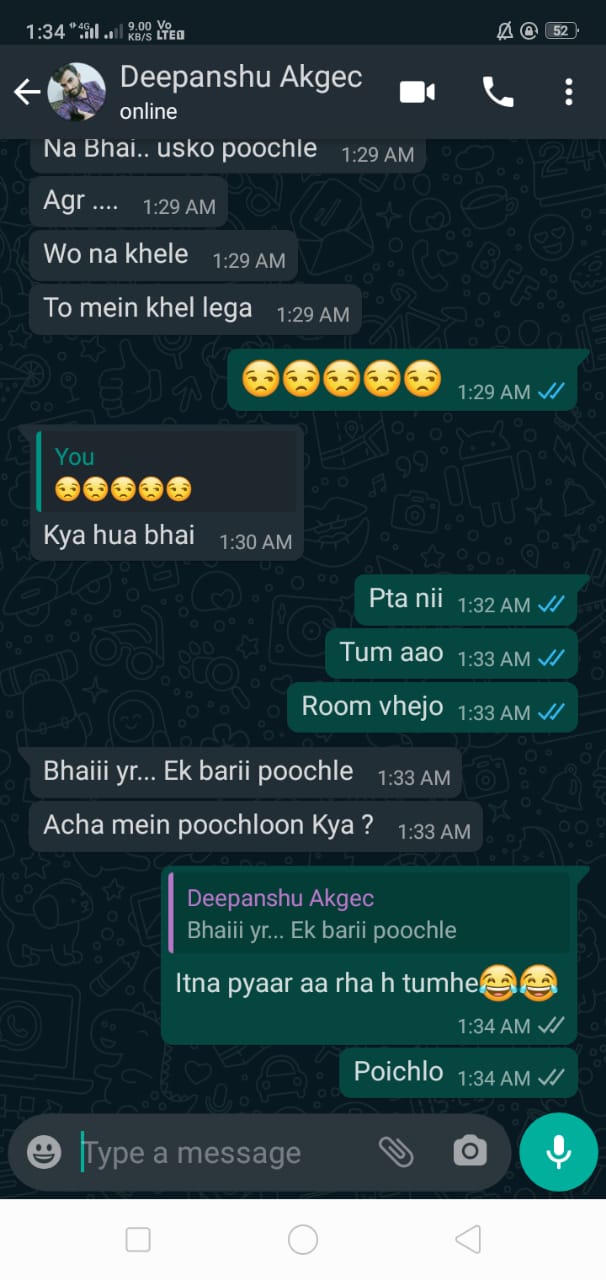 1:34 4G 9.00 KB/S Vo LTE 52
Deepanshu Akgec
online
Na Bhai.. usko poochle 1:29 AM
Agr .... 1:29 AM
Wo na khele 1:29 AM
To mein khel lega 1:29 AM
😒😒😒😒😒 1:29 AM
You
😒😒😒😒😒
Kya hua bhai 1:30 AM
Pta nii 1:32 AM
Tum aao 1:33 AM
Room vhejo 1:33 AM
Bhaiii yr... Ek barii poochle 1:33 AM
Acha mein poochloon Kya ? 1:33 AM
Deepanshu Akgec
Bhaiii yr... Ek barii poochle
Itna pyaar aa rha h tumhe😂😂
1:34 AM
Poichlo 1:34 AM
Type a message